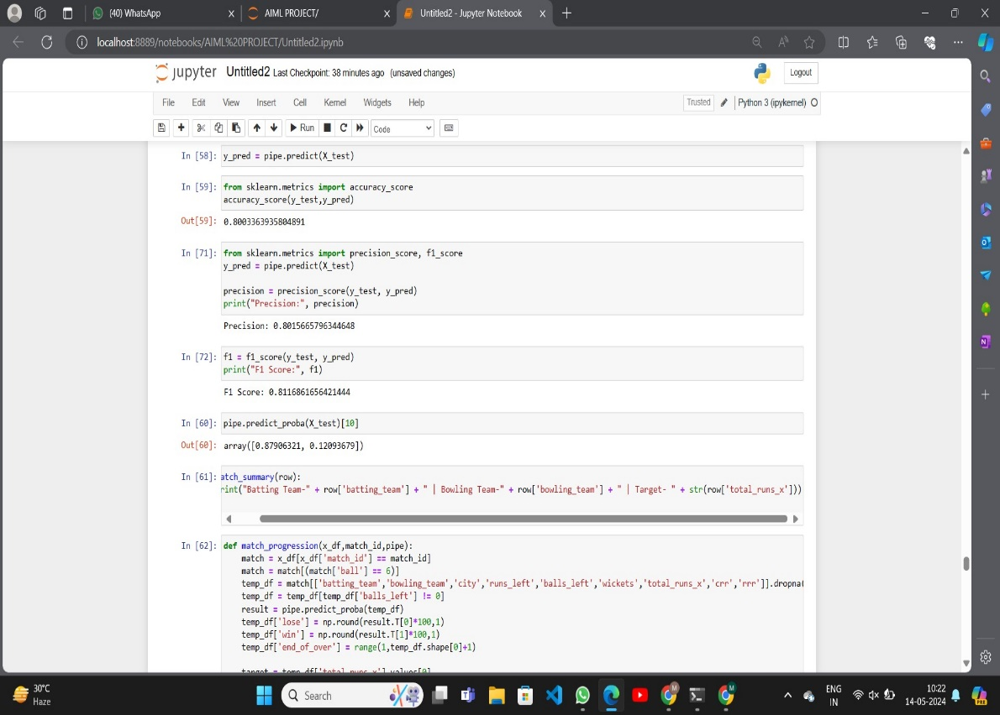 (40) WhatsApp
AIML PROJECT/
Untitled2 - Jupyter Notebook
localhost:8889/notebooks/AIML%20PROJECT/Untitled2.ipynb
jupyter Untitled2 Last Checkpoint: 38 minutes ago (unsaved changes)
Logout
File Edit View Insert Cell Kernel Widgets Help
Trusted Python 3 (ipykernel)
Run Code
In [58]: y_pred = pipe.predict(X_test)
In [59]: from sklearn.metrics import accuracy_score
accuracy_score(y_test,y_pred)
Out[59]: 0.8003363935804891
In [71]: from sklearn.metrics import precision_score, f1_score
y_pred = pipe.predict(X_test)
precision = precision_score(y_test, y_pred)
print("Precision:", precision)
Precision: 0.8015665796344648
In [72]: f1 = f1_score(y_test, y_pred)
print("F1 Score:", f1)
F1 Score: 0.8116861656421444
In [60]: pipe.predict_proba(X_test)[10]
Out[60]: array([0.87906321, 0.12093679])
In [61]: atch_summary(row):
rint("Batting Team-" + row['batting_team'] + " | Bowling Team-" + row['bowling_team'] + " | Target- " + str(row['total_runs_x']))
In [62]: def match_progression(x_df,match_id,pipe):
match = x_df[x_df['match_id'] == match_id]
match = match[(match['ball'] == 6)]
temp_df = match[['batting_team','bowling_team','city','runs_left','balls_left','wickets','total_runs_x','crr','rrr']].dropna(
temp_df = temp_df[temp_df['balls_left'] != 0]
result = pipe.predict_proba(temp_df)
temp_df['lose'] = np.round(result.T[0]*100,1)
temp_df['win'] = np.round(result.T[1]*100,1)
temp_df['end_of_over'] = range(1,temp_df.shape[0]+1)
target = temp_df['total_runs_x'].values[0]
30°C
Haze
Search
ENG
IN
10:22
14-05-2024